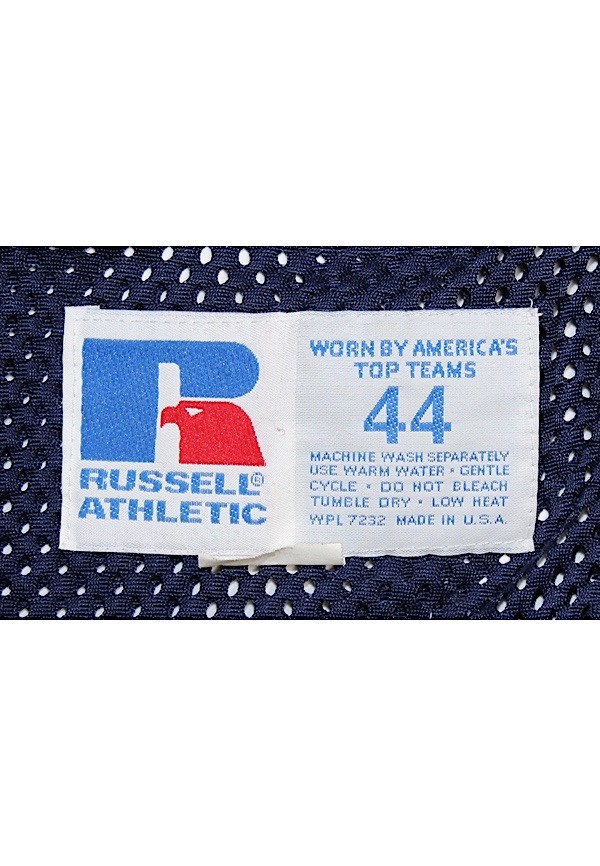 RUSSELL®
ATHLETIC
WORN BY AMERICA'S
TOP TEAMS
44
MACHINE WASH SEPARATELY
USE WARM WATER • GENTLE
CYCLE • DO NOT BLEACH
TUMBLE DRY • LOW HEAT
WPL 7232 MADE IN U.S.A.